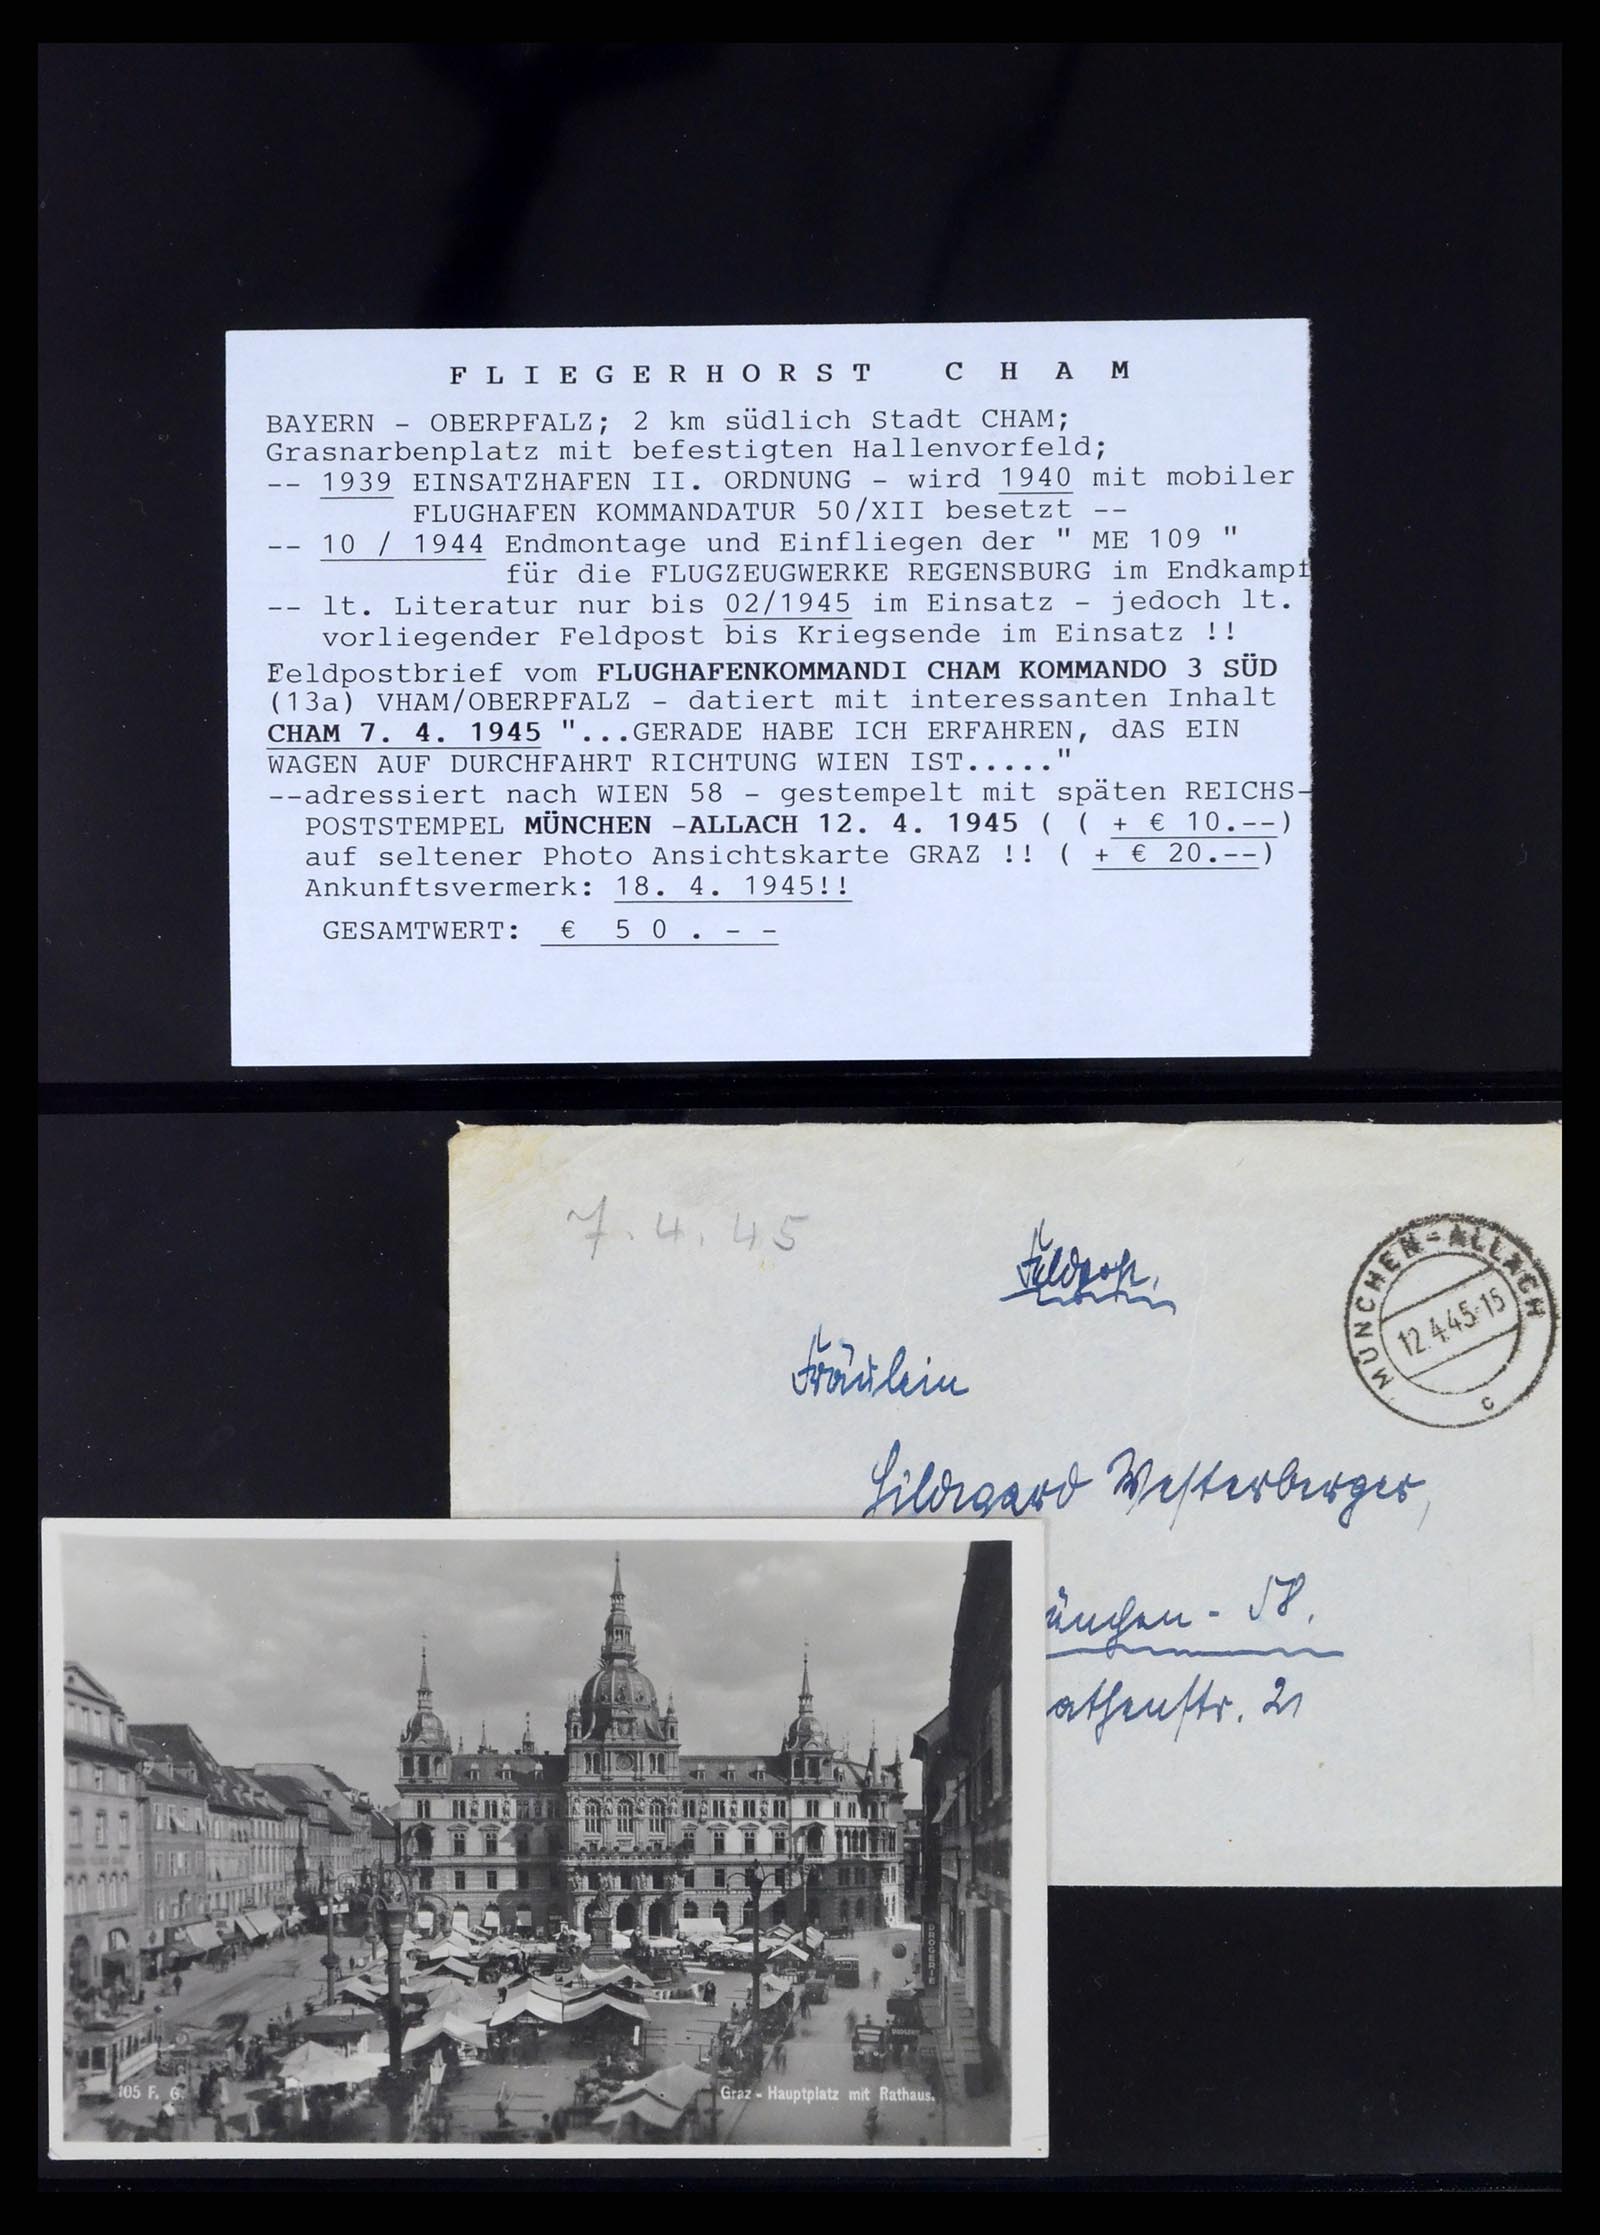 FLIEGERHORST CHAM
BAYERN - OBERPFALZ; 2 km südlich Stadt CHAM;
Grasnarbenplatz mit befestigten Hallenvorfeld;
-- 1939 EINSATZHAFEN II. ORDNUNG - wird 1940 mit mobiler
FLUGHAFEN KOMMANDATUR 50/XII besetzt --
-- 10 / 1944 Endmontage und Einfliegen der " ME 109 "
für die FLUGZEUGWERKE REGENSBURG im Endkampf
-- lt. Literatur nur bis 02/1945 im Einsatz - jedoch lt.
vorliegender Feldpost bis Kriegsende im Einsatz !!
Feldpostbrief vom FLUGHAFENKOMMANDI CHAM KOMMANDO 3 SÜD
(13a) VHAM/OBERPFALZ - datiert mit interessanten Inhalt
CHAM 7. 4. 1945 "...GERADE HABE ICH ERFAHREN, dAS EIN
WAGEN AUF DURCHFAHRT RICHTUNG WIEN IST....."
--adressiert nach WIEN 58 - gestempelt mit späten REICHS-
POSTSTEMPEL MÜNCHEN -ALLACH 12. 4. 1945 ( ( + € 10.--)
auf seltener Photo Ansichtskarte GRAZ !! ( + € 20.--)
Ankunftsvermerk: 18. 4. 1945!!
GESAMTWERT: € 50.--
7.4.45
Feldpost.
MÜNCHEN-ALLACH
12.4.45-15
c
Fräulein
Hildegard Westerberger,
ünchen - 58.
athenstr. 21
DROGERIE
105 F. G.
Graz - Hauptplatz mit Rathaus.